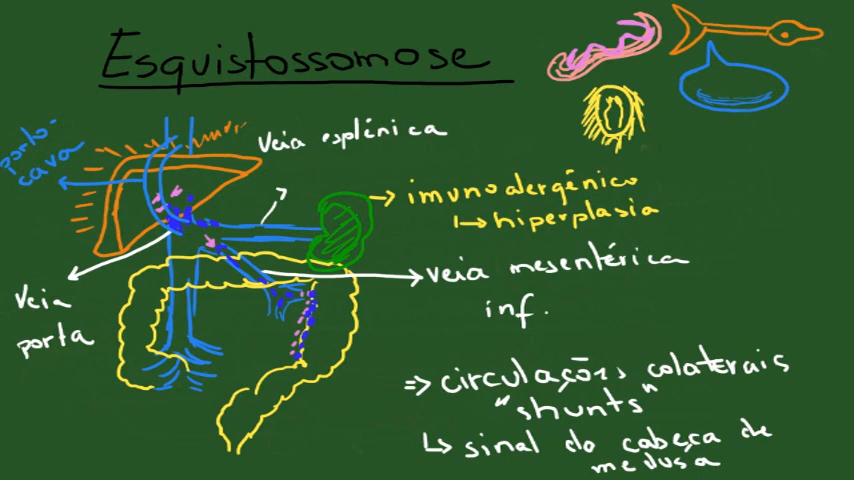 Esquistossomose
porto-
cava
veia esplênica
imunoalergênico
↳ hiperplasia
veia mesentérica
inf.
Veia
porta
⇒ circulações colaterais
"shunts"
↳ sinal do cabeça de
medusa